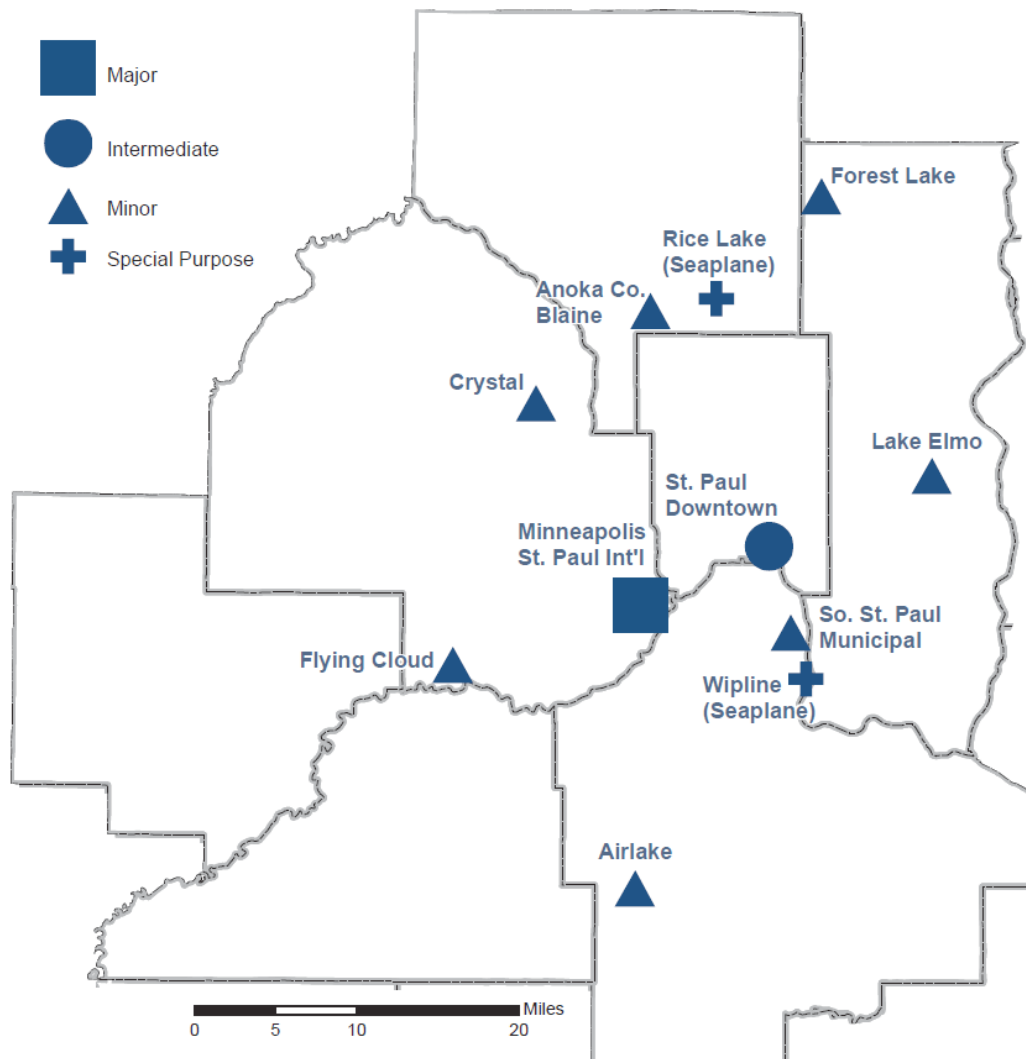 Major
Intermediate
Minor
Special Purpose
Forest Lake
Rice Lake
(Seaplane)
Anoka Co.
Blaine
Crystal
Lake Elmo
St. Paul
Downtown
Minneapolis
St. Paul Int'l
So. St. Paul
Municipal
Flying Cloud
Wipline
(Seaplane)
Airlake
Miles
0 5 10 20